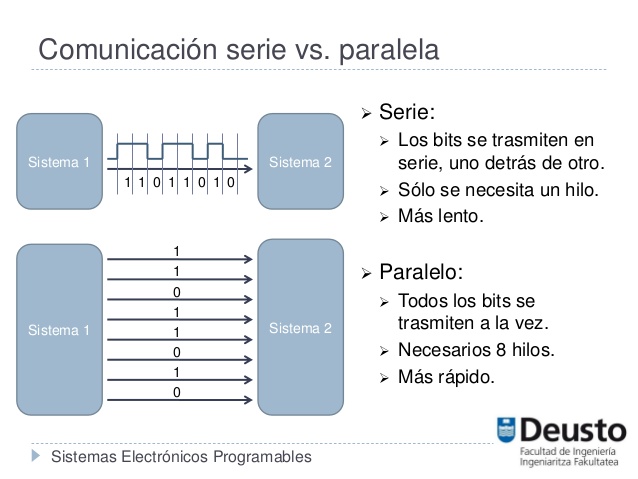 Comunicación serie vs. paralela
Sistema 1
1 1 0 1 1 0 1 0
Sistema 2
Serie:
Los bits se trasmiten en
serie, uno detrás de otro.
Sólo se necesita un hilo.
Más lento.
Sistema 1
1
1
0
1
1
0
1
0
Sistema 2
Paralelo:
Todos los bits se
trasmiten a la vez.
Necesarios 8 hilos.
Más rápido.
Sistemas Electrónicos Programables
Deusto
Facultad de Ingeniería
Ingeniaritza Fakultatea